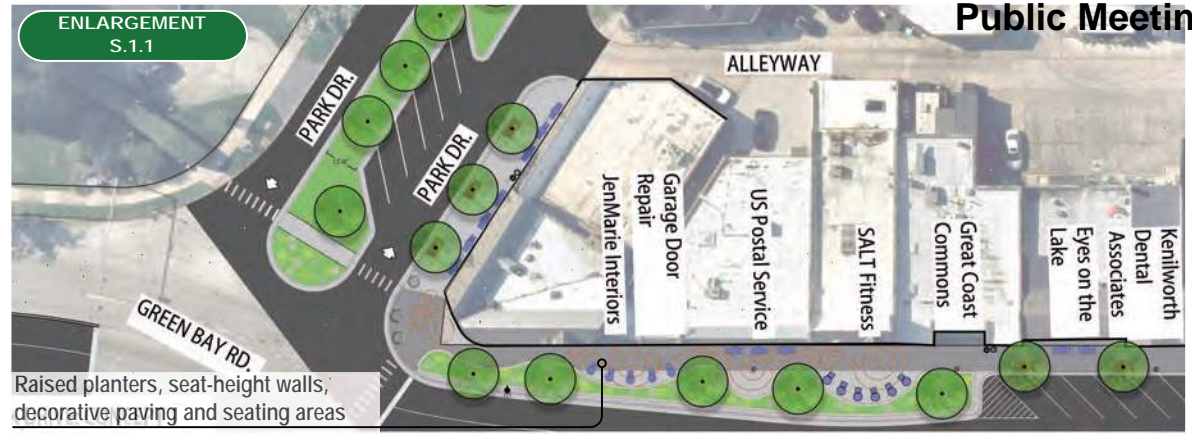 ENLARGEMENT
S.1.1
Public Meetin
ALLEYWAY
PARK DR.
PARK DR.
Garage Door
Repair
JenMarie Interiors
US Postal Service
SALT Fitness
Great Coast
Commons
Eyes on the
Lake
Kenilworth
Dental
Associates
GREEN BAY RD.
Raised planters, seat-height walls,
decorative paving and seating areas